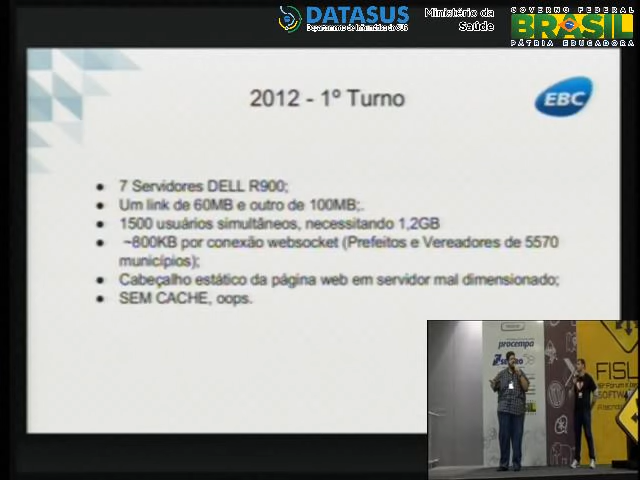 DATASUS
Ministério da
Saúde
GOVERNO FEDERAL
BRASIL
PÁTRIA EDUCADORA
2012 - 1º Turno
EBC
● 7 Servidores DELL R900;
● Um link de 60MB e outro de 100MB;.
● 1500 usuários simultâneos, necessitando 1,2GB
● ~800KB por conexão websocket (Prefeitos e Vereadores de 5570
municípios);
● Cabeçalho estático da página web em servidor mal dimensionado;
● SEM CACHE, oops.
procempa
FISL